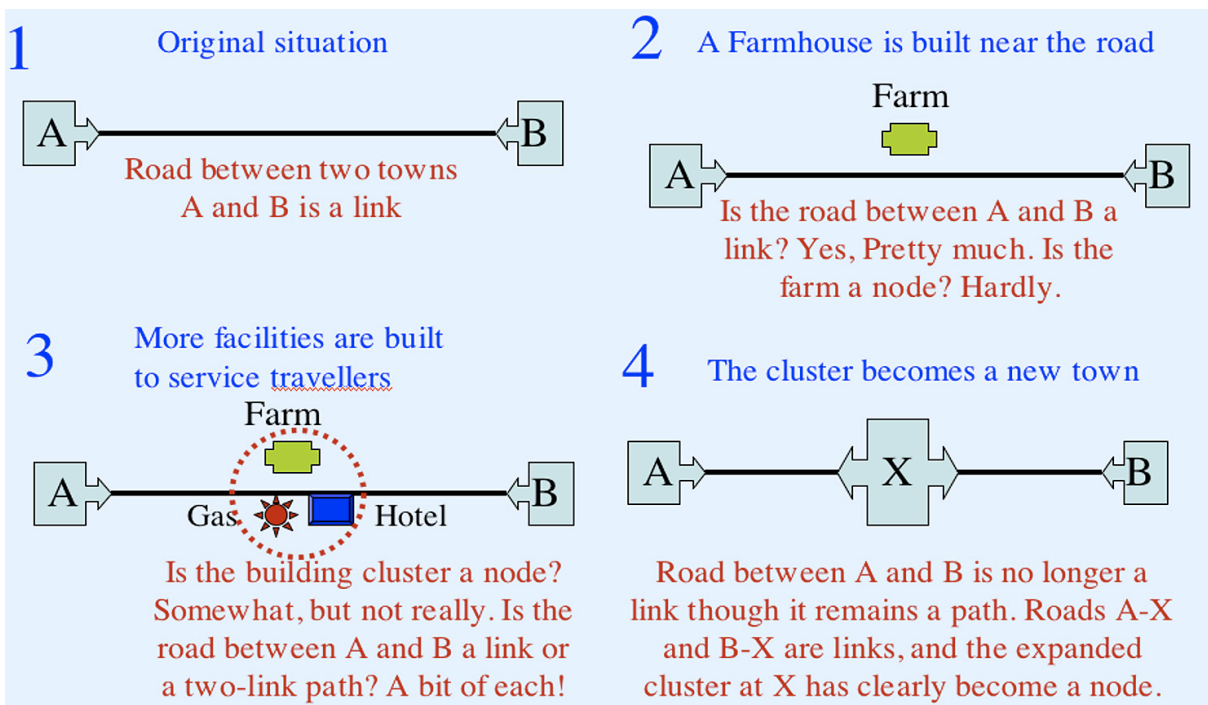 1
Original situation
A
B
Road between two towns
A and B is a link
2
A Farmhouse is built near the road
Farm
A
B
Is the road between A and B a
link? Yes, Pretty much. Is the
farm a node? Hardly.
3
More facilities are built
to service travellers
Farm
A
B
Gas
Hotel
Is the building cluster a node?
Somewhat, but not really. Is the
road between A and B a link or
a two-link path? A bit of each!
4
The cluster becomes a new town
A
X
B
Road between A and B is no longer a
link though it remains a path. Roads A-X
and B-X are links, and the expanded
cluster at X has clearly become a node.